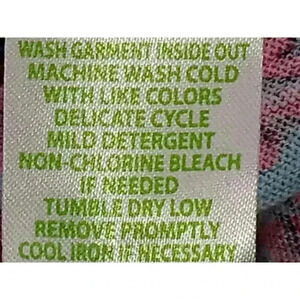 WASH GARMENT INSIDE OUT
MACHINE WASH COLD
WITH LIKE COLORS
DELICATE CYCLE
MILD DETERGENT
NON-CHLORINE BLEACH
IF NEEDED
TUMBLE DRY LOW
REMOVE PROMPTLY
COOL IRON IF NECESSARY